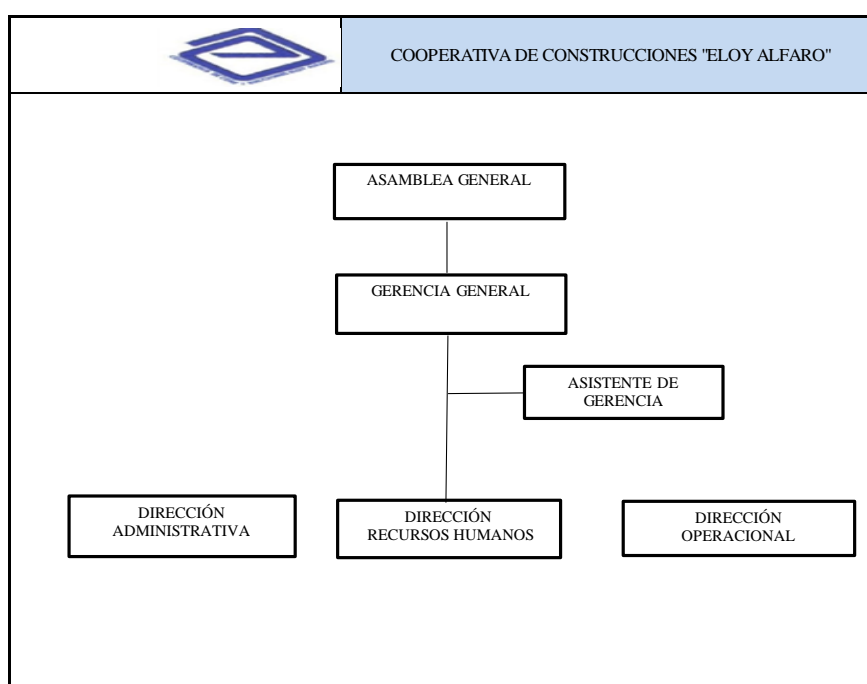 COOPERATIVA DE CONSTRUCCIONES "ELOY ALFARO"
ASAMBLEA GENERAL
GERENCIA GENERAL
ASISTENTE DE
GERENCIA
DIRECCIÓN
ADMINISTRATIVA
DIRECCIÓN
RECURSOS HUMANOS
DIRECCIÓN
OPERACIONAL